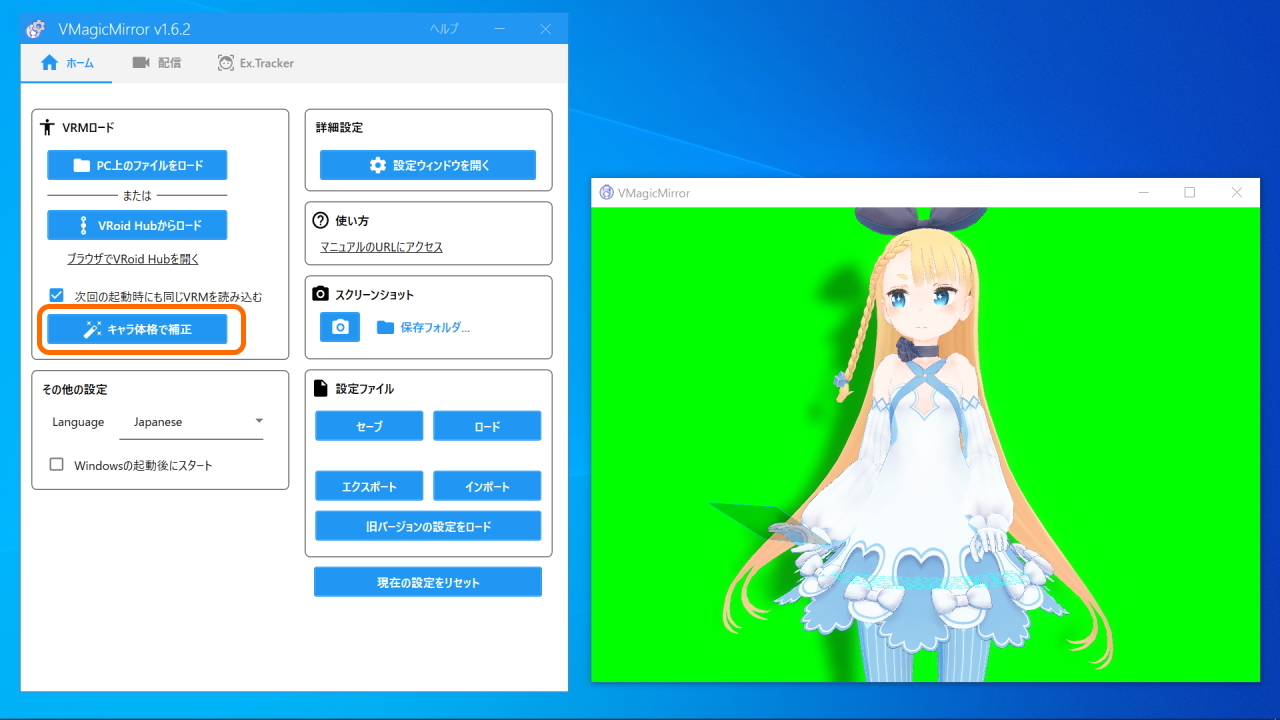 VMagicMirror v1.6.2
ヘルプ
ホーム
配信
Ex.Tracker
VRMロード
PC上のファイルをロード
または
VRoid Hubからロード
ブラウザでVRoid Hubを開く
次回の起動時にも同じVRMを読み込む
キャラ体格で補正
その他の設定
Language
Japanese
Windowsの起動後にスタート
詳細設定
設定ウィンドウを開く
使い方
マニュアルのURLにアクセス
スクリーンショット
保存フォルダ...
設定ファイル
セーブ
ロード
エクスポート
インポート
旧バージョンの設定をロード
現在の設定をリセット
VMagicMirror